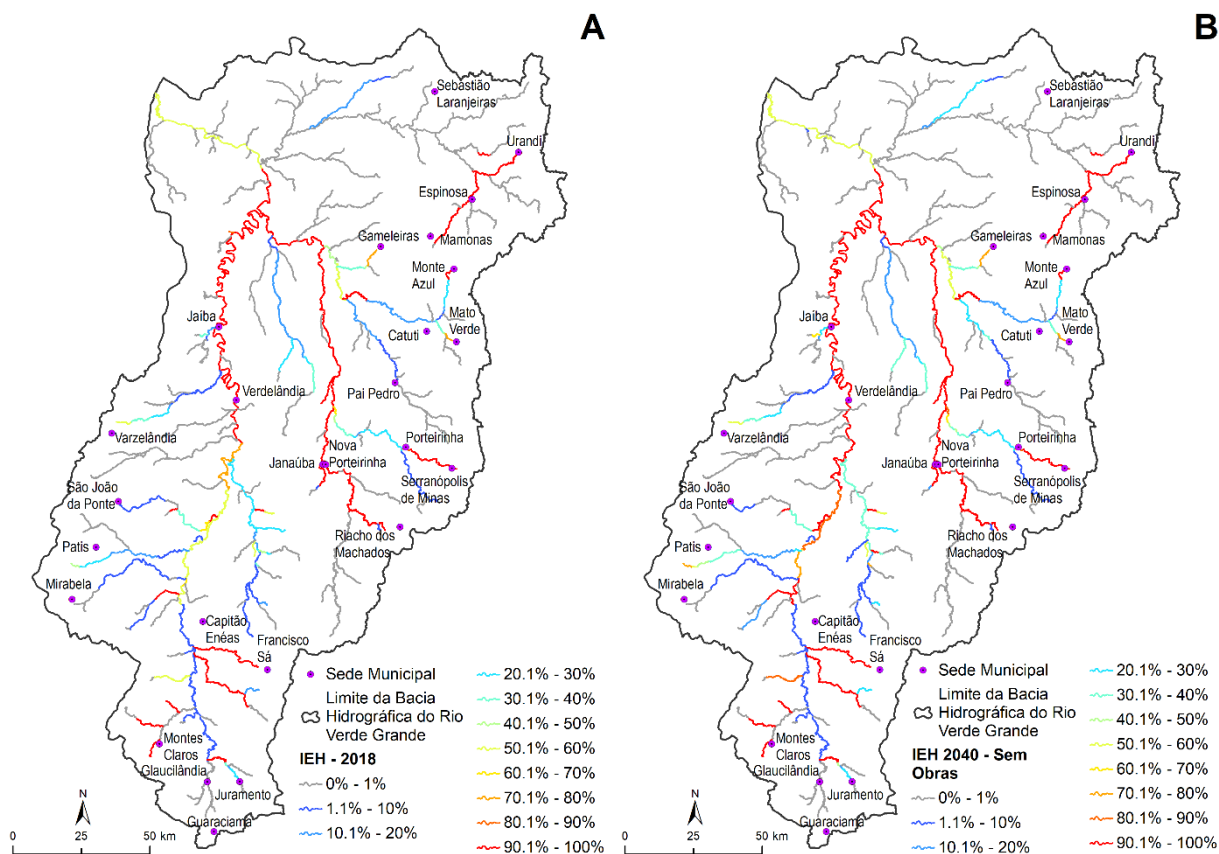 A
Sebastião
Laranjeiras
Urandi
Espinosa
Gameleiras
Mamonas
Monte
Azul
Jaíba
Mato
Verde
Catuti
Verdelândia
Pai Pedro
Varzelândia
Nova
Porteirinha
Porteirinha
Janaúba
Serranópolis
de Minas
São João
da Ponte
Riacho dos
Machados
Patis
Mirabela
Capitão
Enéas
Francisco
Sá
Montes
Claros
Glaucilândia
Juramento
Guaraciama
Sede Municipal
Limite da Bacia
Hidrográfica do Rio
Verde Grande
IEH - 2018
0% - 1%
1.1% - 10%
10.1% - 20%
20.1% - 30%
30.1% - 40%
40.1% - 50%
50.1% - 60%
60.1% - 70%
70.1% - 80%
80.1% - 90%
90.1% - 100%
N
0 25 50 km
B
Sebastião
Laranjeiras
Urandi
Espinosa
Gameleiras
Mamonas
Monte
Azul
Jaíba
Mato
Verde
Catuti
Verdelândia
Pai Pedro
Varzelândia
Nova
Porteirinha
Porteirinha
Janaúba
Serranópolis
de Minas
São João
da Ponte
Riacho dos
Machados
Patis
Mirabela
Capitão
Enéas
Francisco
Sá
Montes
Claros
Glaucilândia
Juramento
Guaraciama
Sede Municipal
Limite da Bacia
Hidrográfica do Rio
Verde Grande
IEH 2040 - Sem
Obras
0% - 1%
1.1% - 10%
10.1% - 20%
20.1% - 30%
30.1% - 40%
40.1% - 50%
50.1% - 60%
60.1% - 70%
70.1% - 80%
80.1% - 90%
90.1% - 100%
N
0 25 50 km